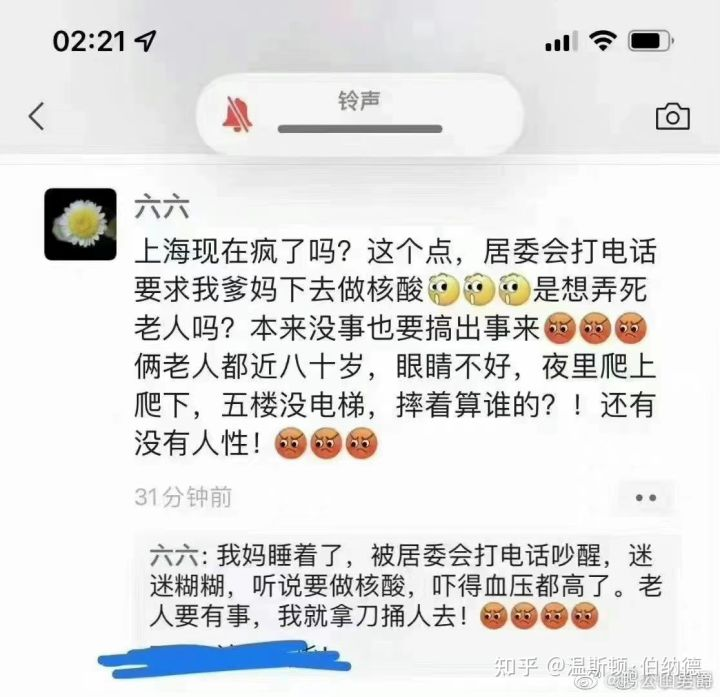 02:21
铃声
六六
上海现在疯了吗？这个点，居委会打电话
要求我爹妈下去做核酸🤭🤭🤭是想弄死
老人吗？本来没事也要搞出事来😡😡😡
俩老人都近八十岁，眼睛不好，夜里爬上
爬下，五楼没电梯，摔着算谁的？！还有
没有人性！😡😡😡
31分钟前
六六: 我妈睡着了，被居委会打电话吵醒，迷
迷糊糊，听说要做核酸，吓得血压都高了。老
人要有事，我就拿刀捅人去！😡😡😡😡
知乎 @温斯顿·伯纳德